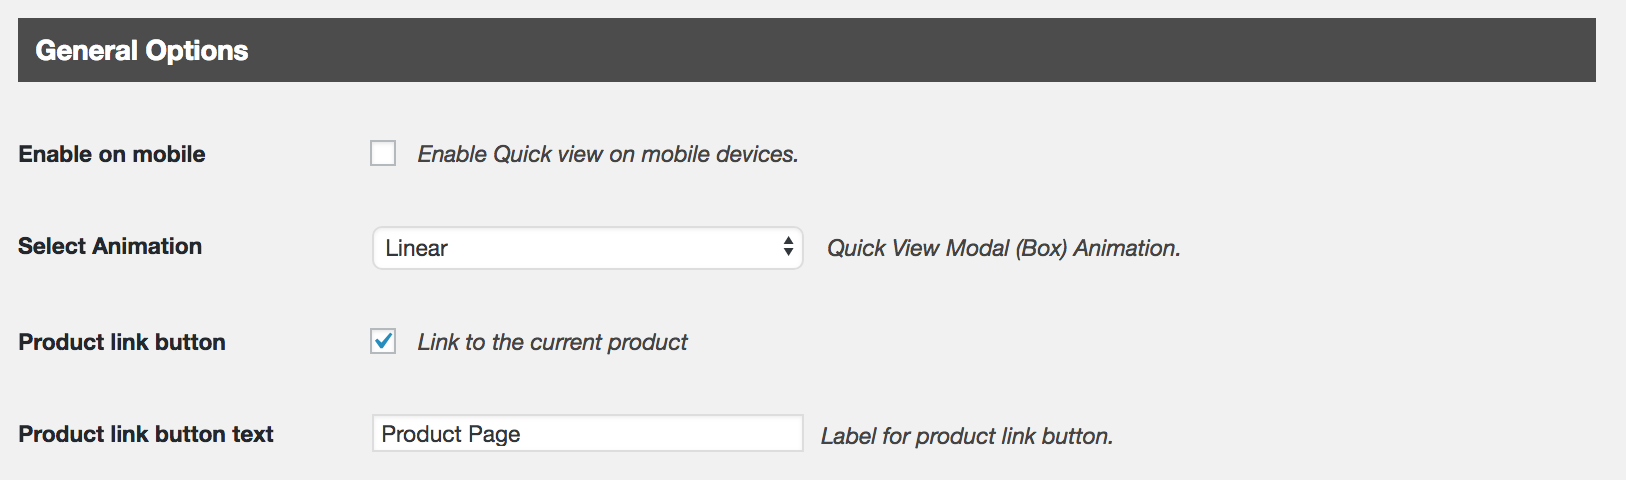 General Options
Enable on mobile Enable Quick view on mobile devices.
Select Animation Linear Quick View Modal (Box) Animation.
Product link button Link to the current product
Product link button text Product Page Label for product link button.